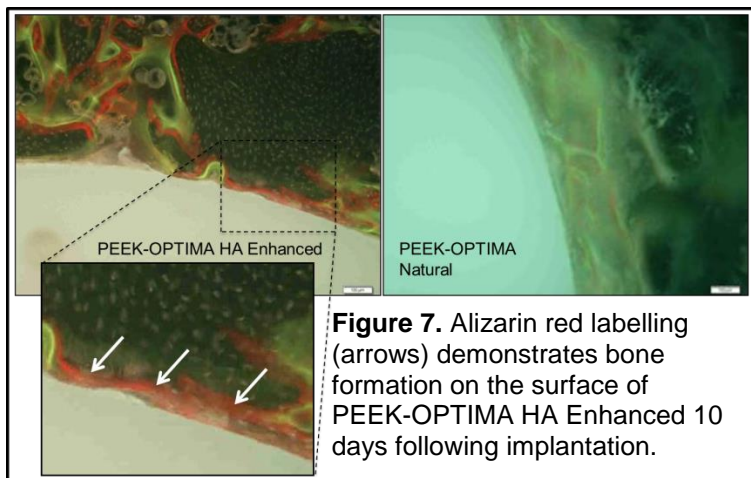 PEEK-OPTIMA HA Enhanced
PEEK-OPTIMA
Natural
Figure 7. Alizarin red labelling
(arrows) demonstrates bone
formation on the surface of
PEEK-OPTIMA HA Enhanced 10
days following implantation.